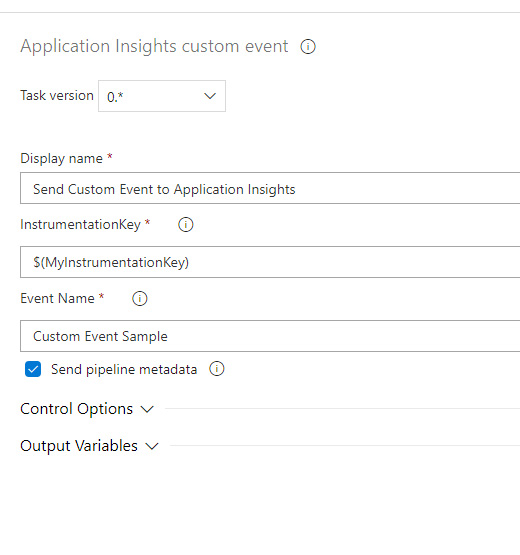 Application Insights custom event
Task version 0.*
Display name *
Send Custom Event to Application Insights
InstrumentationKey *
$(MyInstrumentationKey)
Event Name *
Custom Event Sample
Send pipeline metadata
Control Options
Output Variables